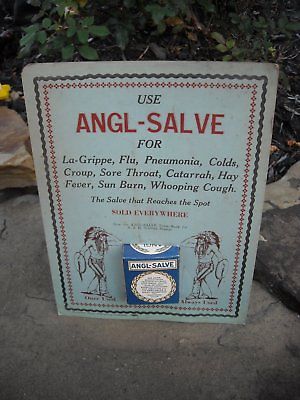 USE
ANGL-SALVE
FOR
La-Grippe, Flu, Pneumonia, Colds,
Croup, Sore Throat, Catarrah, Hay
Fever, Sun Burn, Whooping Cough.
The Salve that Reaches the Spot
SOLD EVERYWHERE
ANGL-SALVE
Once Used
Always Used